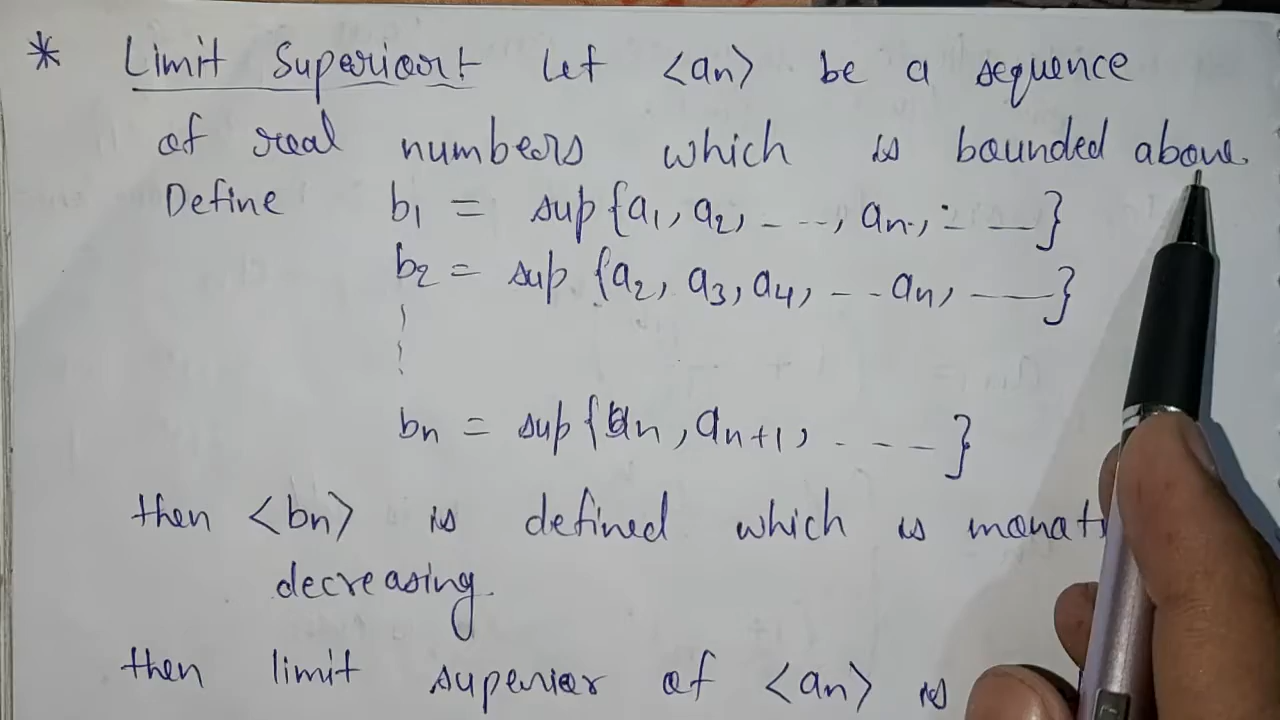 * Limit Superior:- Let <an> be a sequence
of real numbers which is bounded above.
Define b1 = sup{a1, a2, - - -, an, - - —}
b2 = sup {a2, a3, a4, - - an, - —}
bn = sup{an, an+1, - - - —}
then <bn> is defined which is
decreasing.
then limit superior of <an> is